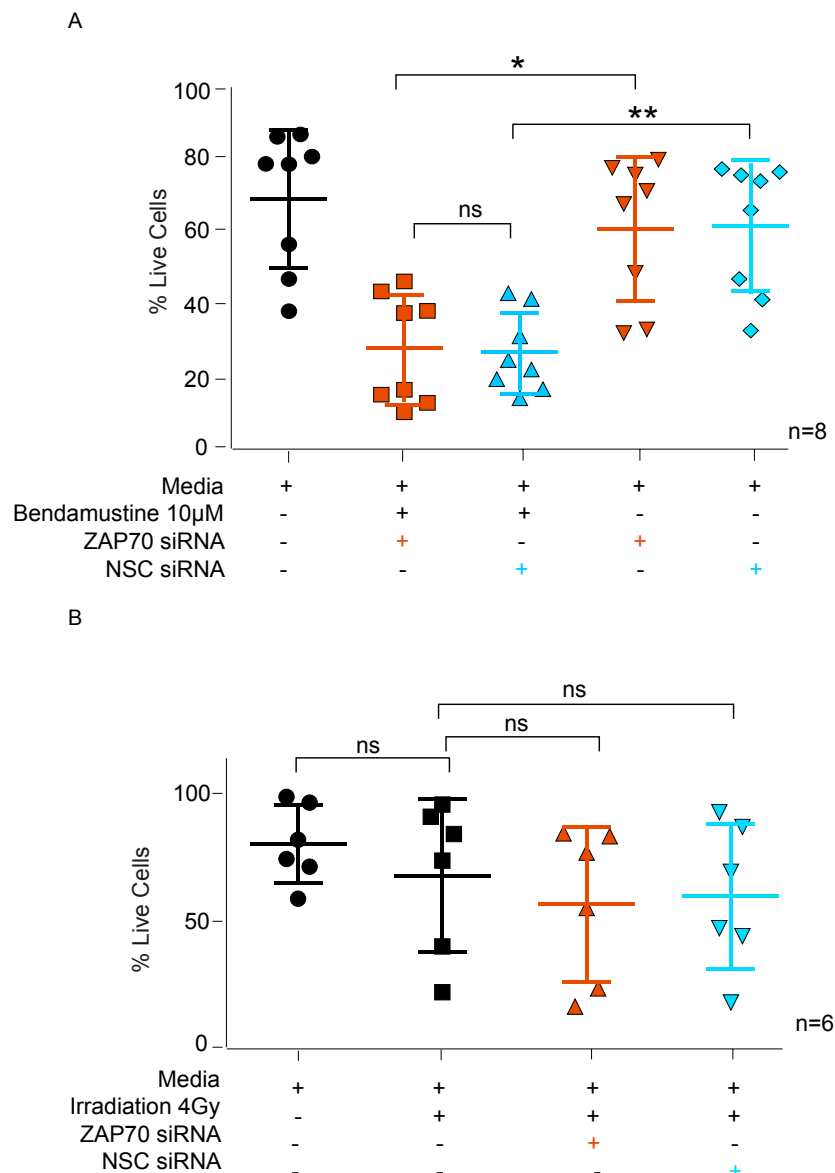 A
*
**
ns
100
80
60
40
20
0
% Live Cells
n=8
Media + + + + +
Bendamustine 10µM - + + - -
ZAP70 siRNA - + - + -
NSC siRNA - - + - +
B
ns
ns
ns
100
50
0
% Live Cells
n=6
Media + + + +
Irradiation 4Gy - + + +
ZAP70 siRNA - - + -
NSC siRNA - - - +